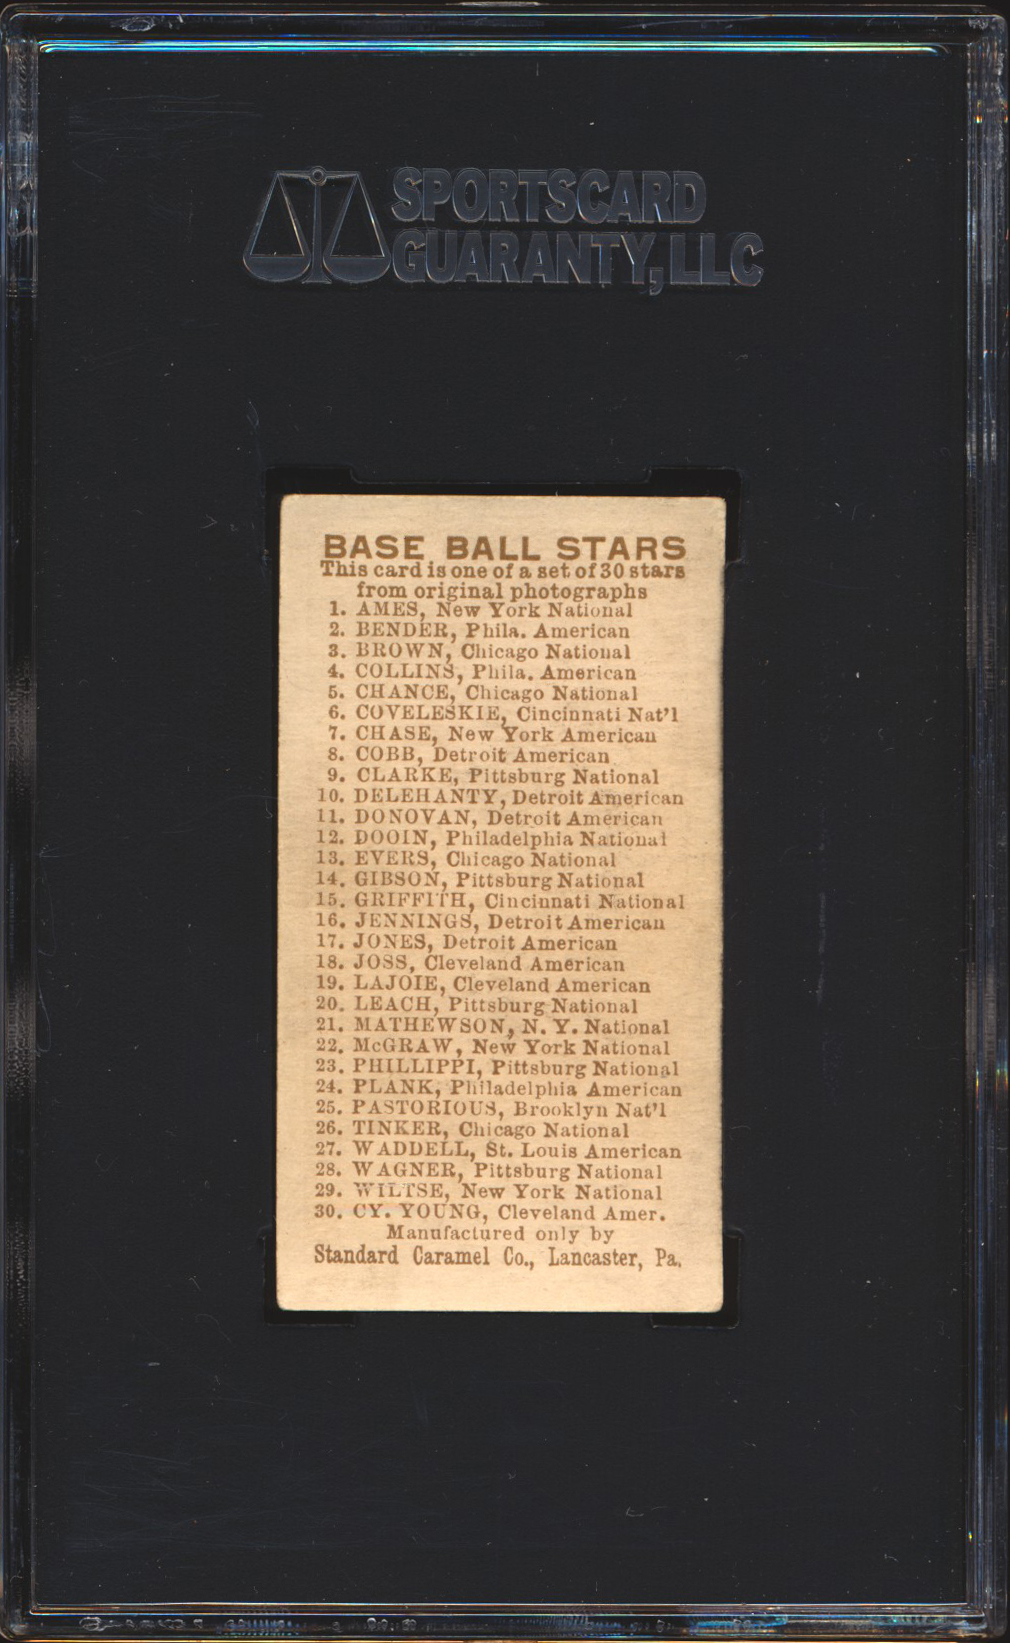 SPORTSCARD
GUARANTY, LLC
BASE BALL STARS
This card is one of a set of 30 stars
from original photographs
1. AMES, New York National
2. BENDER, Phila. American
3. BROWN, Chicago National
4. COLLINS, Phila. American
5. CHANCE, Chicago National
6. COVELESKIE, Cincinnati Nat'l
7. CHASE, New York American
8. COBB, Detroit American
9. CLARKE, Pittsburg National
10. DELEHANTY, Detroit American
11. DONOVAN, Detroit American
12. DOOIN, Philadelphia National
13. EVERS, Chicago National
14. GIBSON, Pittsburg National
15. GRIFFITH, Cincinnati National
16. JENNINGS, Detroit American
17. JONES, Detroit American
18. JOSS, Cleveland American
19. LAJOIE, Cleveland American
20. LEACH, Pittsburg National
21. MATHEWSON, N. Y. National
22. McGRAW, New York National
23. PHILLIPPI, Pittsburg National
24. PLANK, Philadelphia American
25. PASTORIOUS, Brooklyn Nat'l
26. TINKER, Chicago National
27. WADDELL, St. Louis American
28. WAGNER, Pittsburg National
29. WILTSE, New York National
30. CY. YOUNG, Cleveland Amer.
Manufactured only by
Standard Caramel Co., Lancaster, Pa.